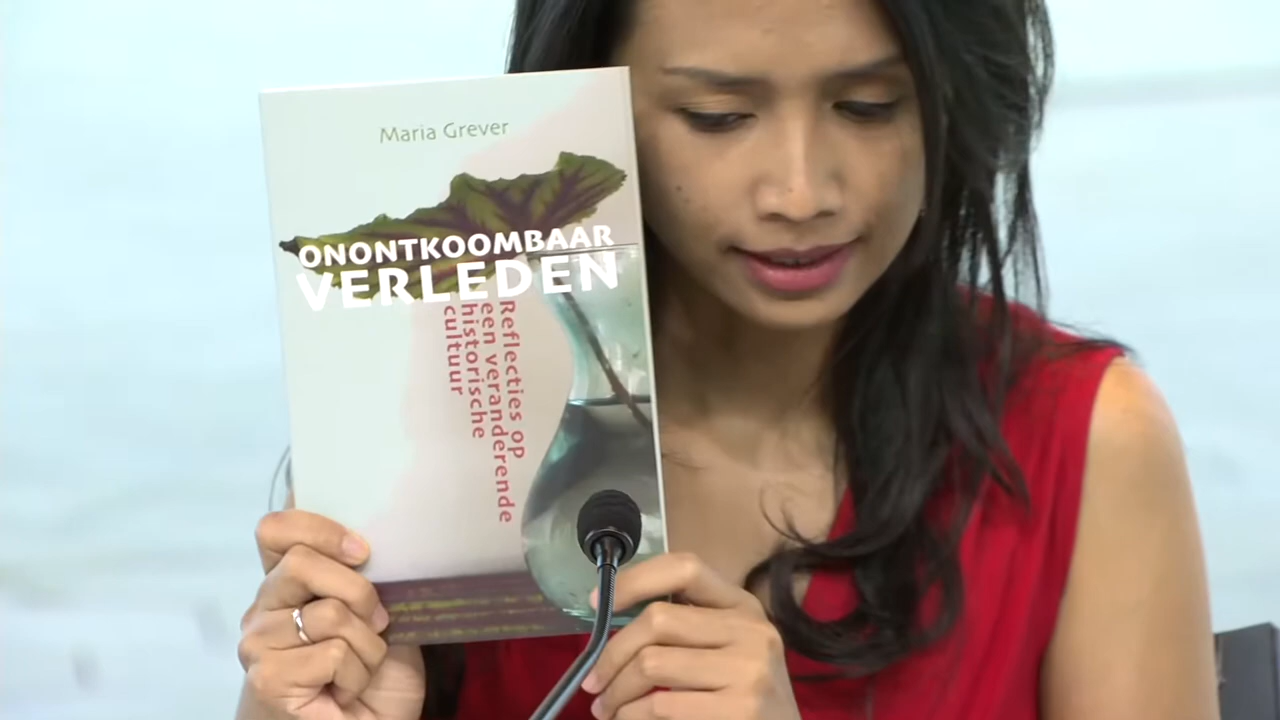 Maria Grever
ONONTKOOMBAAR
VERLEDEN
Reflecties op
een veranderende
historische
cultuur